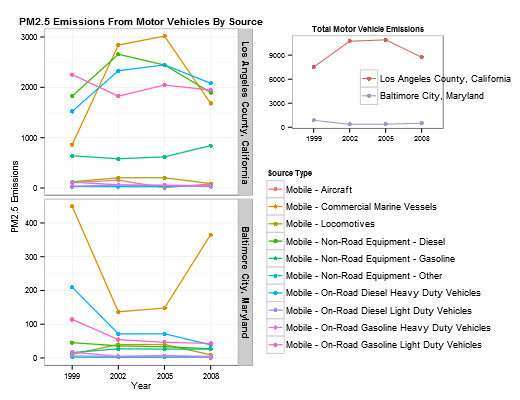 PM2.5 Emissions From Motor Vehicles By Source
3000
2000
1000
0
Los Angeles County, California
400
300
200
100
0
Baltimore City, Maryland
PM2.5 Emissions
1999 2002 2005 2008
Year
Total Motor Vehicle Emissions
9000
6000
3000
0
1999 2002 2005 2008
Los Angeles County, California
Baltimore City, Maryland
Source Type
Mobile - Aircraft
Mobile - Commercial Marine Vessels
Mobile - Locomotives
Mobile - Non-Road Equipment - Diesel
Mobile - Non-Road Equipment - Gasoline
Mobile - Non-Road Equipment - Other
Mobile - On-Road Diesel Heavy Duty Vehicles
Mobile - On-Road Diesel Light Duty Vehicles
Mobile - On-Road Gasoline Heavy Duty Vehicles
Mobile - On-Road Gasoline Light Duty Vehicles